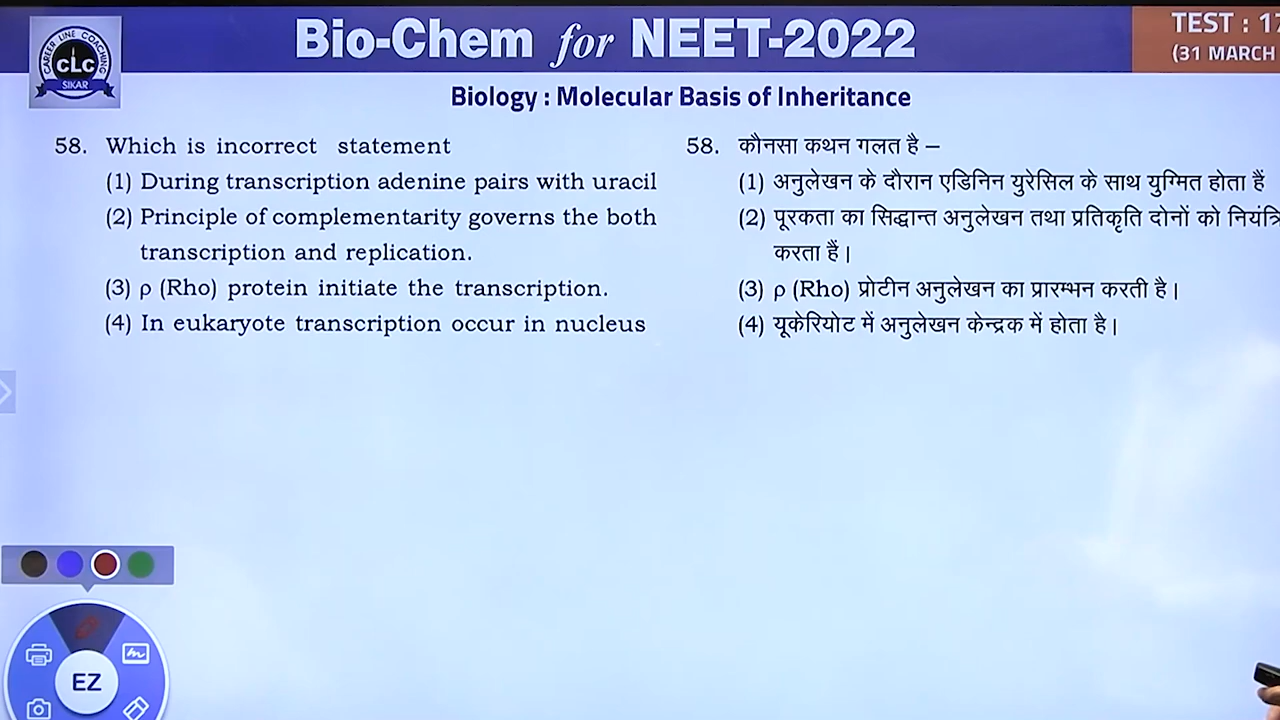 CAREER LINE COACHING
CLC
SIKAR
Bio-Chem for NEET-2022
TEST : 17
(31 MARCH
Biology : Molecular Basis of Inheritance
58. Which is incorrect statement
(1) During transcription adenine pairs with uracil
(2) Principle of complementarity governs the both
transcription and replication.
(3) ρ (Rho) protein initiate the transcription.
(4) In eukaryote transcription occur in nucleus
58. कौनसा कथन गलत है –
(1) अनुलेखन के दौरान एडिनिन युरेसिल के साथ युग्मित होता हैं
(2) पूरकता का सिद्धान्त अनुलेखन तथा प्रतिकृति दोनों को नियंत्रि
करता हैं।
(3) ρ (Rho) प्रोटीन अनुलेखन का प्रारम्भन करती है।
(4) यूकेरियोट में अनुलेखन केन्द्रक में होता है।
EZ